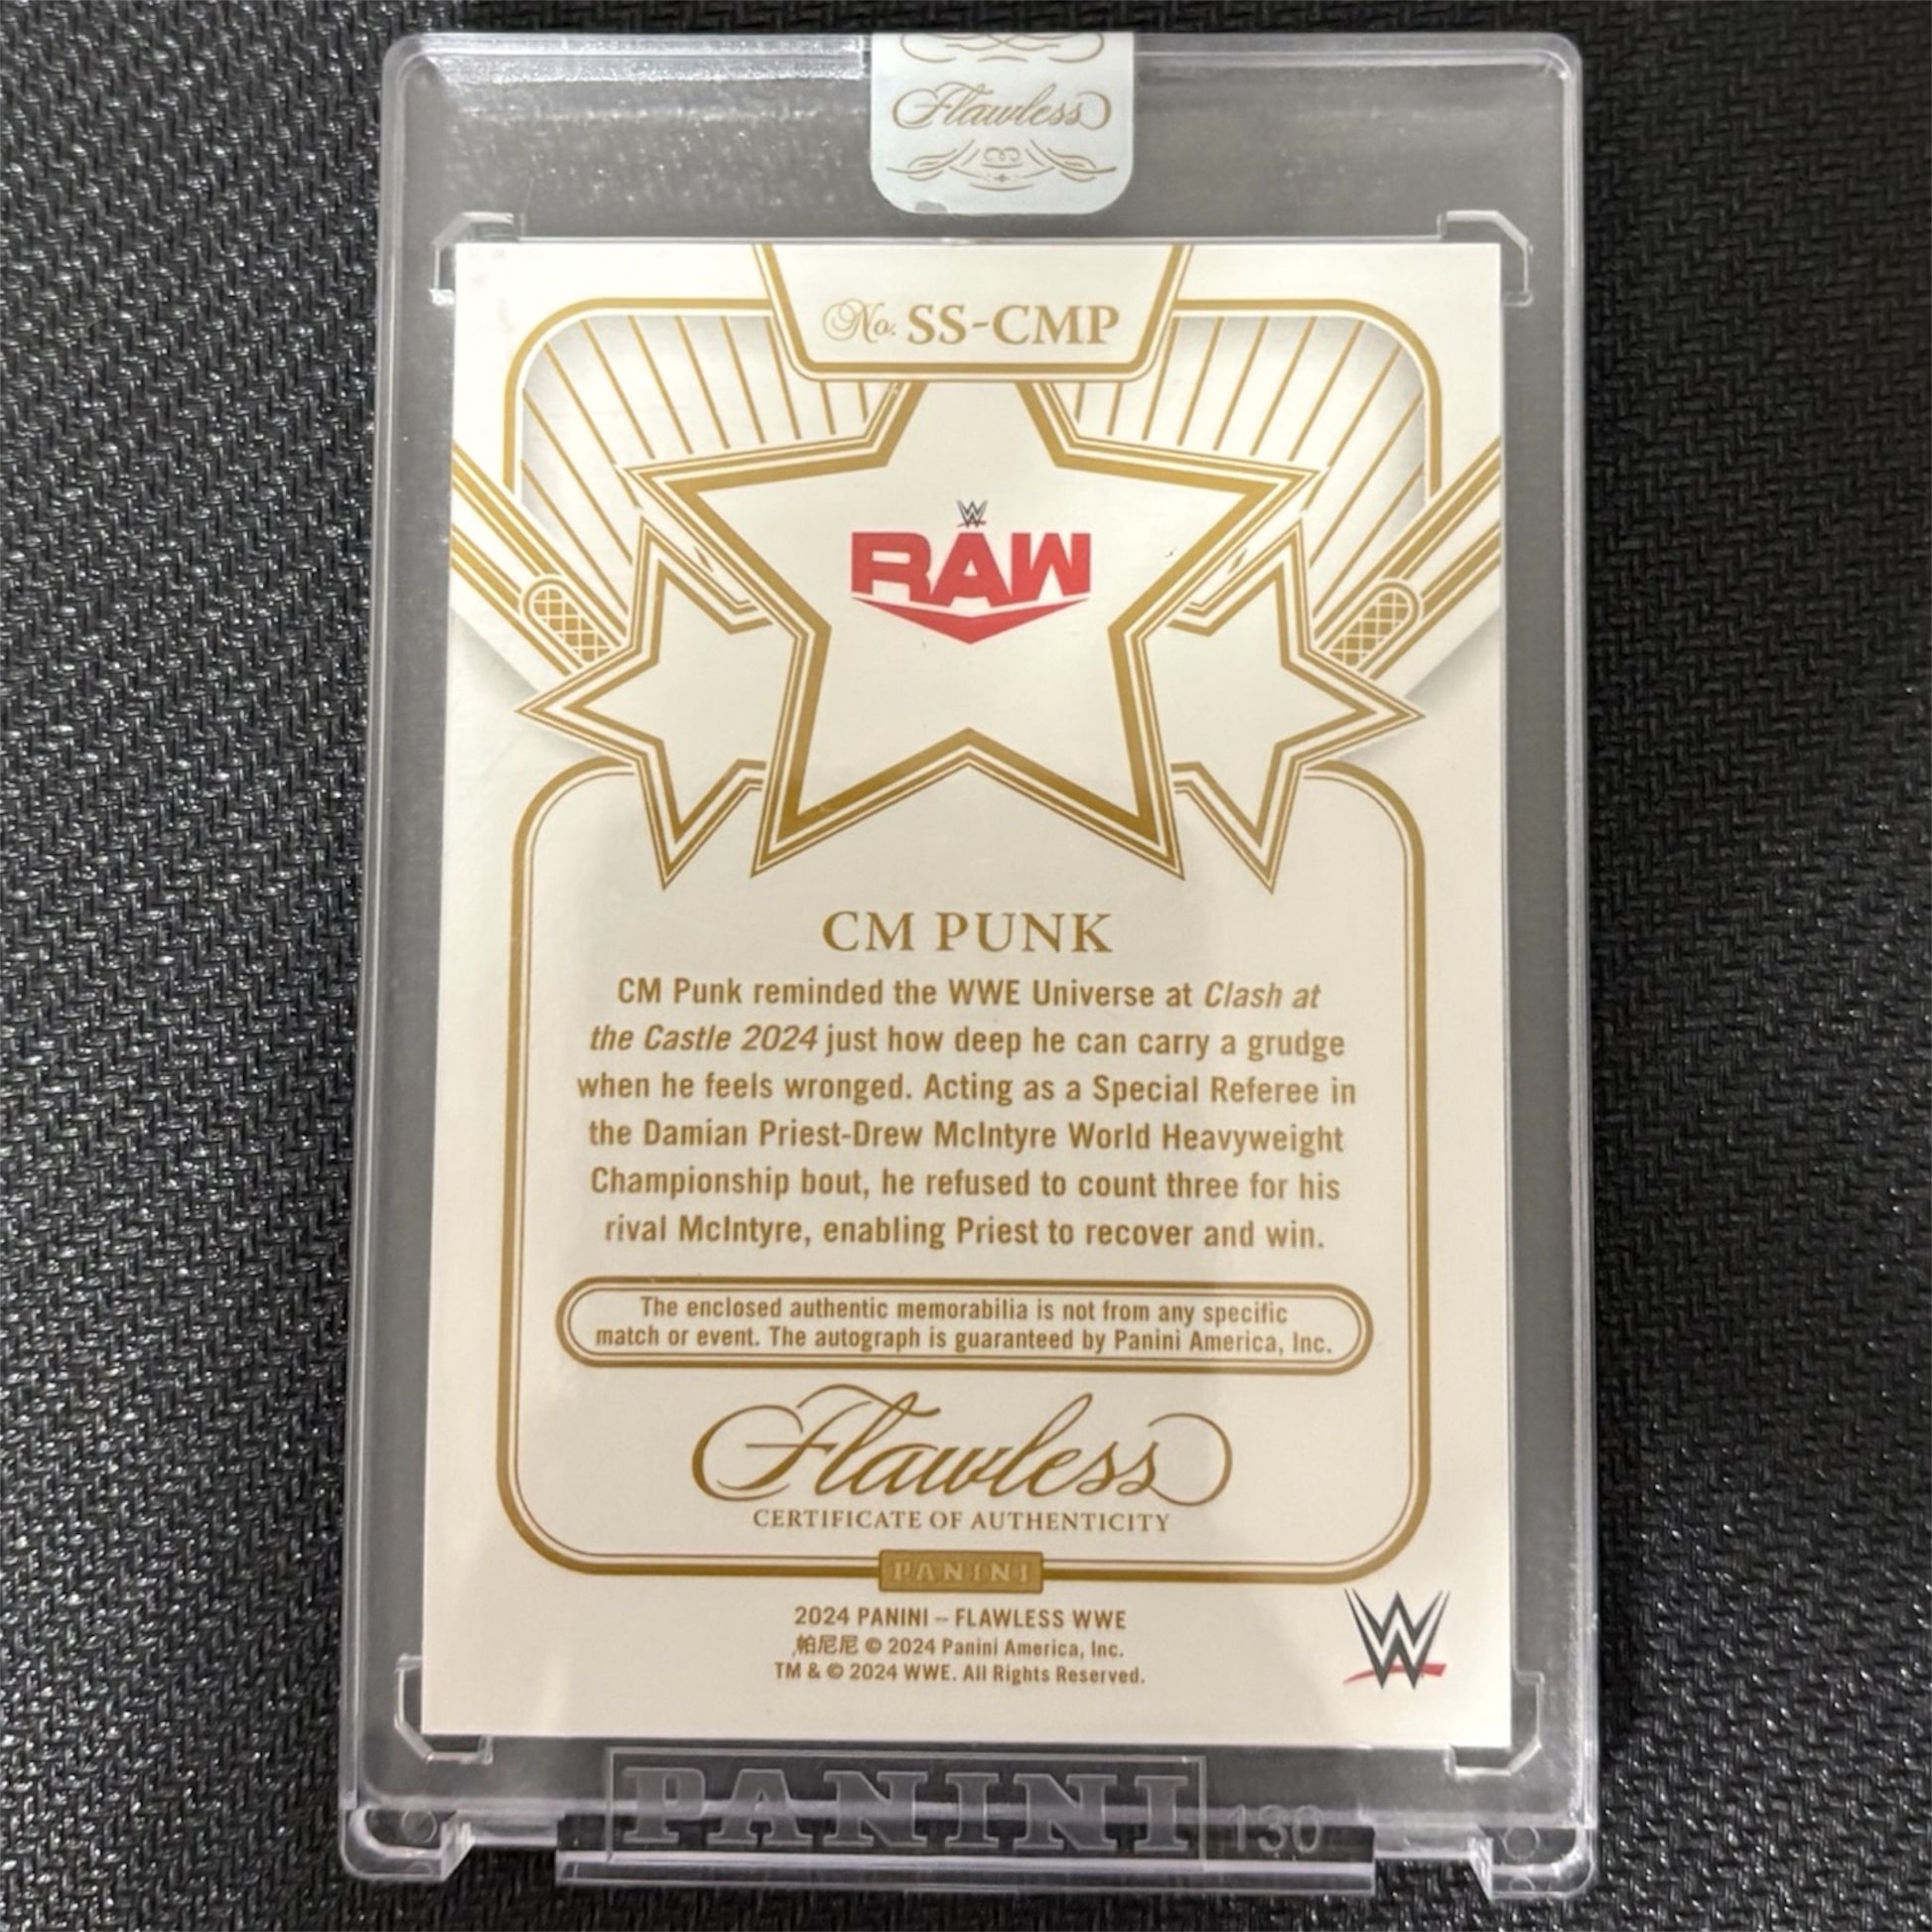 Flawless
No. SS-CMP
W
RAW
CM PUNK
CM Punk reminded the WWE Universe at Clash at
the Castle 2024 just how deep he can carry a grudge
when he feels wronged. Acting as a Special Referee in
the Damian Priest-Drew McIntyre World Heavyweight
Championship bout, he refused to count three for his
rival McIntyre, enabling Priest to recover and win.
The enclosed authentic memorabilia is not from any specific
match or event. The autograph is guaranteed by Panini America, Inc.
Flawless
CERTIFICATE OF AUTHENTICITY
PANINI
2024 PANINI – FLAWLESS WWE
帕尼尼 © 2024 Panini America, Inc.
TM & © 2024 WWE. All Rights Reserved.
W
PANINI 130